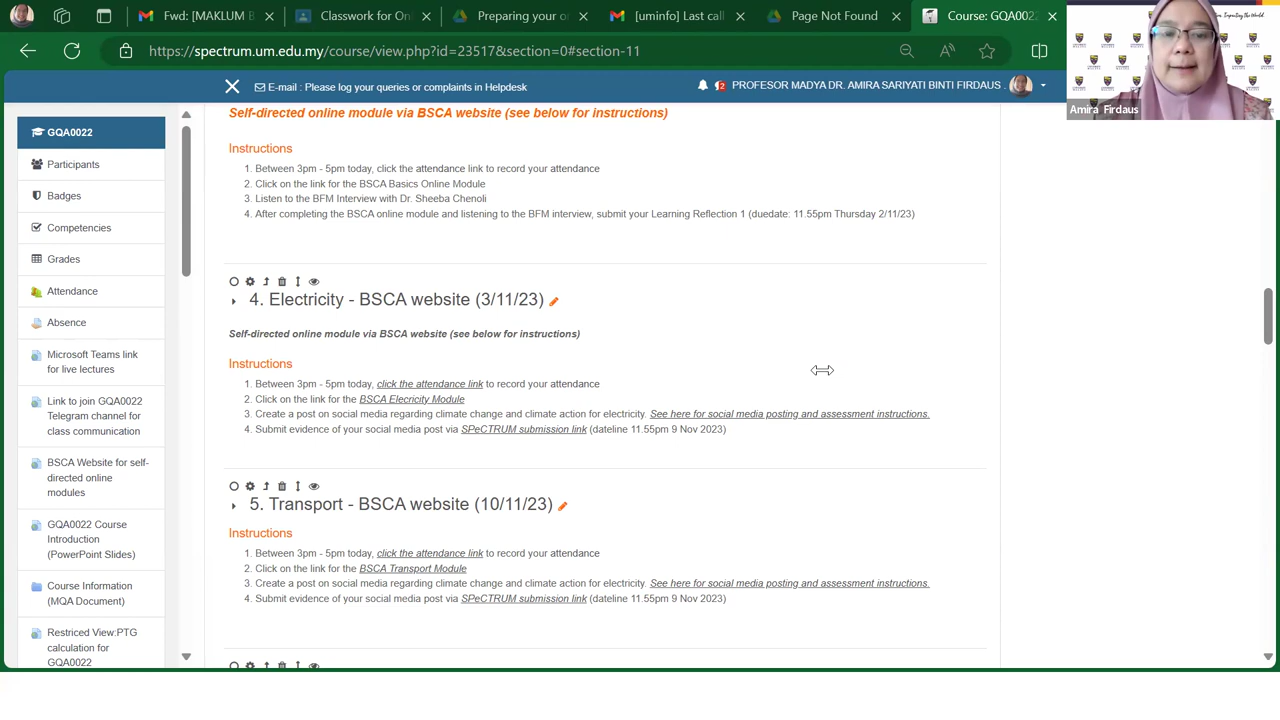 Fwd: [MAKLUM B
Classwork for Onl
Preparing your o
[uminfo] Last call
Page Not Found
Course: GQA0022
https://spectrum.um.edu.my/course/view.php?id=23517&section=0#section-11
E-mail : Please log your queries or complaints in Helpdesk
2
PROFESOR MADYA DR. AMIRA SARIYATI BINTI FIRDAUS .
Amira Firdaus
GQA0022
Participants
Badges
Competencies
Grades
Attendance
Absence
Microsoft Teams link
for live lectures
Link to join GQA0022
Telegram channel for
class communication
BSCA Website for self-
directed online
modules
GQA0022 Course
Introduction
(PowerPoint Slides)
Course Information
(MQA Document)
Restriced View:PTG
calculation for
GQA0022
Self-directed online module via BSCA website (see below for instructions)
Instructions
1. Between 3pm - 5pm today, click the attendance link to record your attendance
2. Click on the link for the BSCA Basics Online Module
3. Listen to the BFM Interview with Dr. Sheeba Chenoli
4. After completing the BSCA online module and listening to the BFM interview, submit your Learning Reflection 1 (duedate: 11.55pm Thursday 2/11/23)
4. Electricity - BSCA website (3/11/23)
Self-directed online module via BSCA website (see below for instructions)
Instructions
1. Between 3pm - 5pm today, click the attendance link to record your attendance
2. Click on the link for the BSCA Elecricity Module
3. Create a post on social media regarding climate change and climate action for electricity. See here for social media posting and assessment instructions.
4. Submit evidence of your social media post via SPeCTRUM submission link (dateline 11.55pm 9 Nov 2023)
5. Transport - BSCA website (10/11/23)
Instructions
1. Between 3pm - 5pm today, click the attendance link to record your attendance
2. Click on the link for the BSCA Transport Module
3. Create a post on social media regarding climate change and climate action for electricity. See here for social media posting and assessment instructions.
4. Submit evidence of your social media post via SPeCTRUM submission link (dateline 11.55pm 9 Nov 2023)